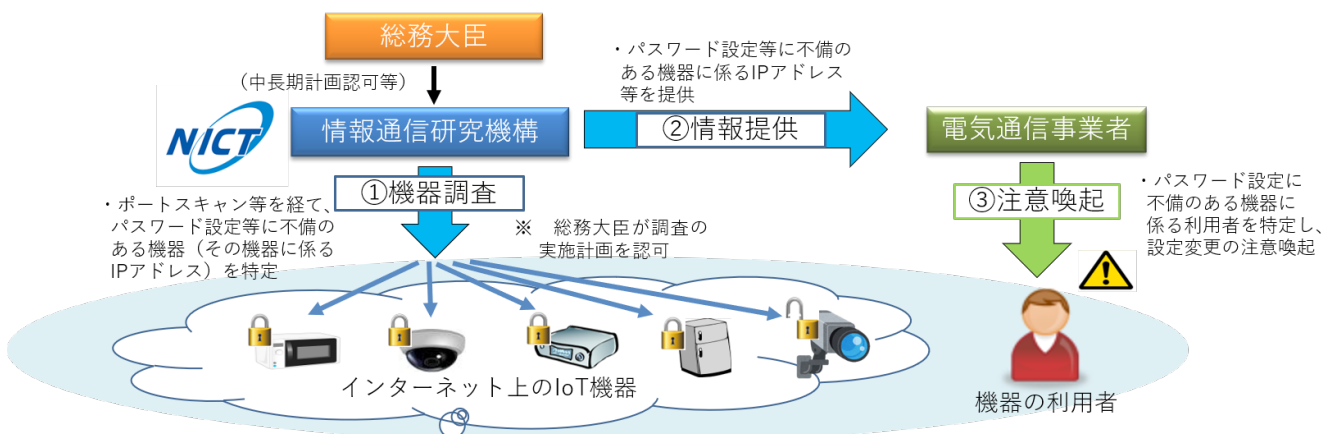 総務大臣
(中長期計画認可等)
NICT
情報通信研究機構
・パスワード設定等に不備の
ある機器に係るIPアドレス
等を提供
②情報提供
電気通信事業者
①機器調査
・ポートスキャン等を経て、
パスワード設定等に不備の
ある機器（その機器に係る
IPアドレス）を特定
※　総務大臣が調査の
実施計画を認可
③注意喚起
・パスワード設定に
不備のある機器に
係る利用者を特定し、
設定変更の注意喚起
インターネット上のIoT機器
機器の利用者